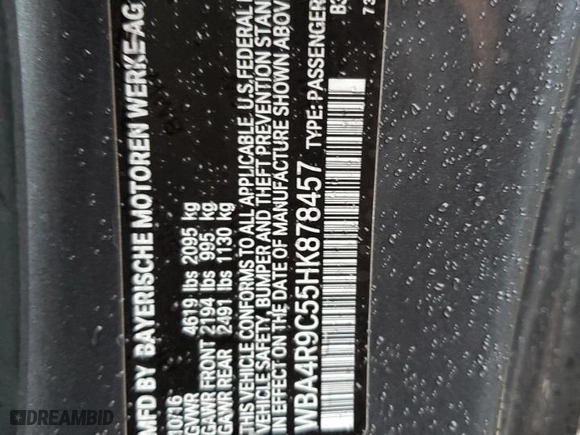 MFD BY BAYERISCHE MOTOREN WERKE-AG
10/16
GVWR 4619 lbs 2095 kg
GAWR FRONT 2194 lbs 995 kg
GAWR REAR 2491 lbs 1130 kg
THIS VEHICLE CONFORMS TO ALL APPLICABLE U.S.FEDERAL
VEHICLE SAFETY, BUMPER AND THEFT PREVENTION STAN
IN EFFECT ON THE DATE OF MANUFACTURE SHOWN ABOV
WBA4R9C55HK878457 TYPE: PASSENGER
DREAMBID